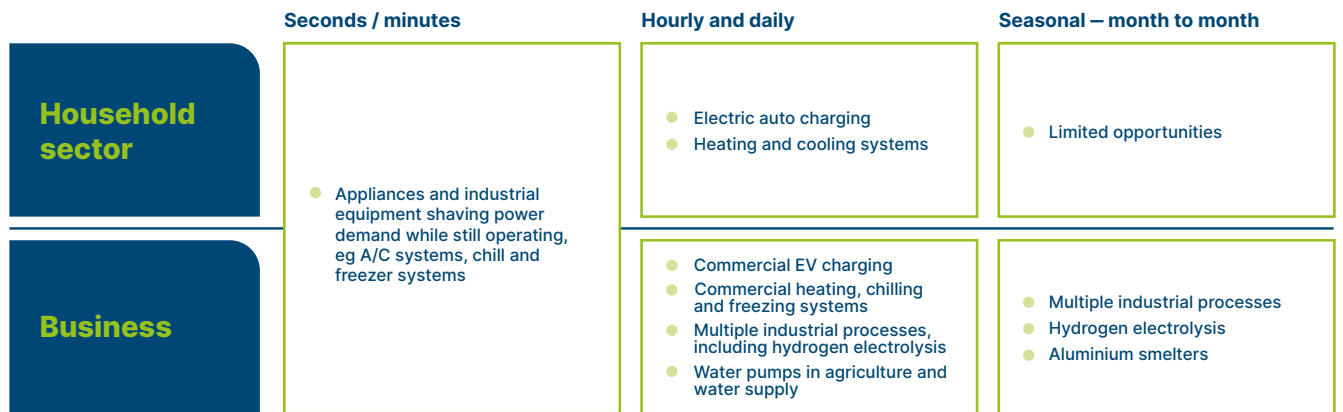 Seconds / minutes
Hourly and daily
Seasonal – month to month
Household
sector
Appliances and industrial
equipment shaving power
demand while still operating,
eg A/C systems, chill and
freezer systems
Electric auto charging
Heating and cooling systems
Limited opportunities
Business
Commercial EV charging
Commercial heating, chilling
and freezing systems
Multiple industrial processes,
including hydrogen electrolysis
Water pumps in agriculture and
water supply
Multiple industrial processes
Hydrogen electrolysis
Aluminium smelters